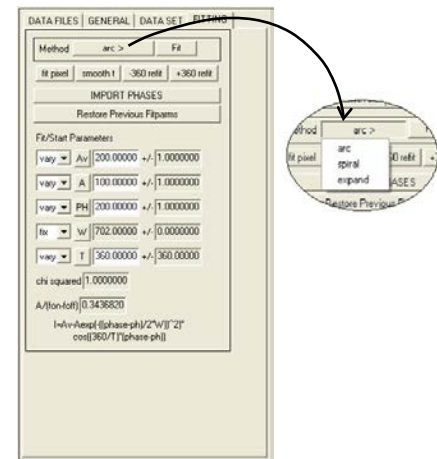 DATA FILES GENERAL DATA SET FITTING
Method arc > Fit
fit pixel smooth t -360 refit +360 refit
IMPORT PHASES
Restore Previous Fitparms
Fit/Start Parameters
vary Av 200.00000 +/- 1.0000000
vary A 100.00000 +/- 1.0000000
vary PH 200.00000 +/- 1.0000000
fix W 702.00000 +/- 0.0000000
vary T 360.00000 +/- 360.00000
chi squared 1.0000000
A/(fon-foff) 0.3436820
I=Av-Aexp(-((phase-ph)/2*W))^2)*
cos((360/T)*(phase-ph))
ethod arc >
arc
fit pixel spiral refit
expand ASES
Restore Previous